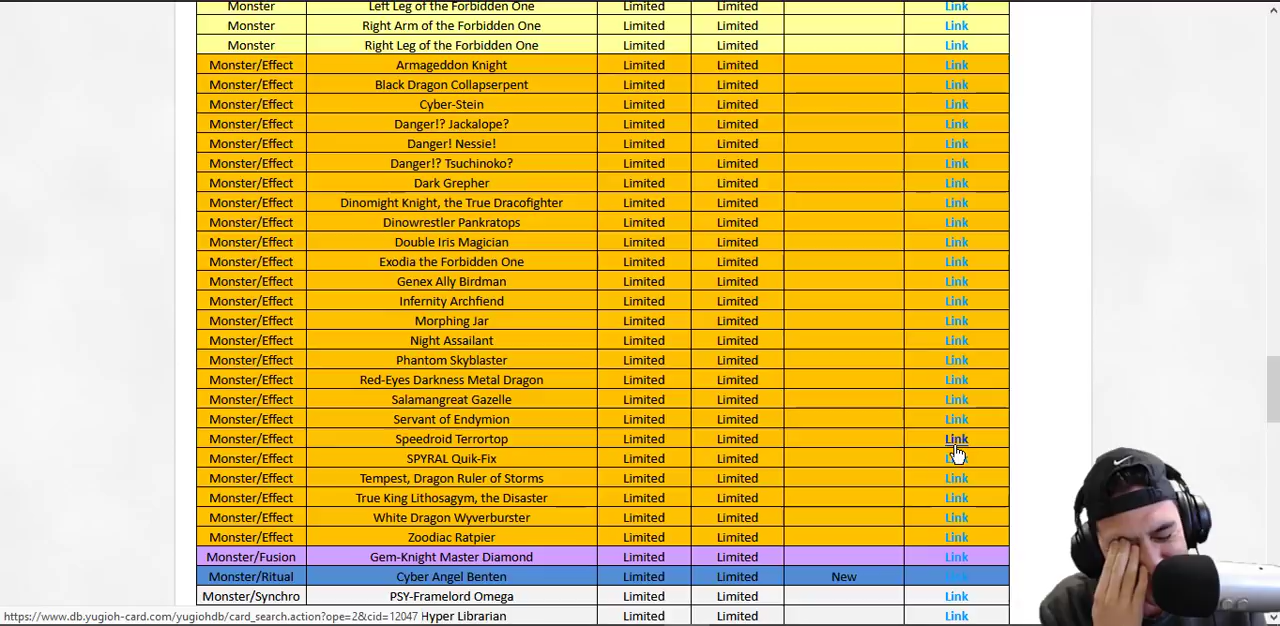 Monster Left Leg of the Forbidden One Limited Limited Link
Monster Right Arm of the Forbidden One Limited Limited Link
Monster Right Leg of the Forbidden One Limited Limited Link
Monster/Effect Armageddon Knight Limited Limited Link
Monster/Effect Black Dragon Collapserpent Limited Limited Link
Monster/Effect Cyber-Stein Limited Limited Link
Monster/Effect Danger!? Jackalope? Limited Limited Link
Monster/Effect Danger! Nessie! Limited Limited Link
Monster/Effect Danger!? Tsuchinoko? Limited Limited Link
Monster/Effect Dark Grepher Limited Limited Link
Monster/Effect Dinomight Knight, the True Dracofighter Limited Limited Link
Monster/Effect Dinowrestler Pankratops Limited Limited Link
Monster/Effect Double Iris Magician Limited Limited Link
Monster/Effect Exodia the Forbidden One Limited Limited Link
Monster/Effect Genex Ally Birdman Limited Limited Link
Monster/Effect Infernity Archfiend Limited Limited Link
Monster/Effect Morphing Jar Limited Limited Link
Monster/Effect Night Assailant Limited Limited Link
Monster/Effect Phantom Skyblaster Limited Limited Link
Monster/Effect Red-Eyes Darkness Metal Dragon Limited Limited Link
Monster/Effect Salamangreat Gazelle Limited Limited Link
Monster/Effect Servant of Endymion Limited Limited Link
Monster/Effect Speedroid Terrortop Limited Limited Link
Monster/Effect SPYRAL Quik-Fix Limited Limited Link
Monster/Effect Tempest, Dragon Ruler of Storms Limited Limited Link
Monster/Effect True King Lithosagym, the Disaster Limited Limited Link
Monster/Effect White Dragon Wyverburster Limited Limited Link
Monster/Effect Zoodiac Ratpier Limited Limited Link
Monster/Fusion Gem-Knight Master Diamond Limited Limited Link
Monster/Ritual Cyber Angel Benten Limited Limited New Link
Monster/Synchro PSY-Framelord Omega Limited Limited Link
https://www.db.yugioh-card.com/yugiohdb/card_search.action?ope=2&cid=12047 Hyper Librarian Limited Limited Link